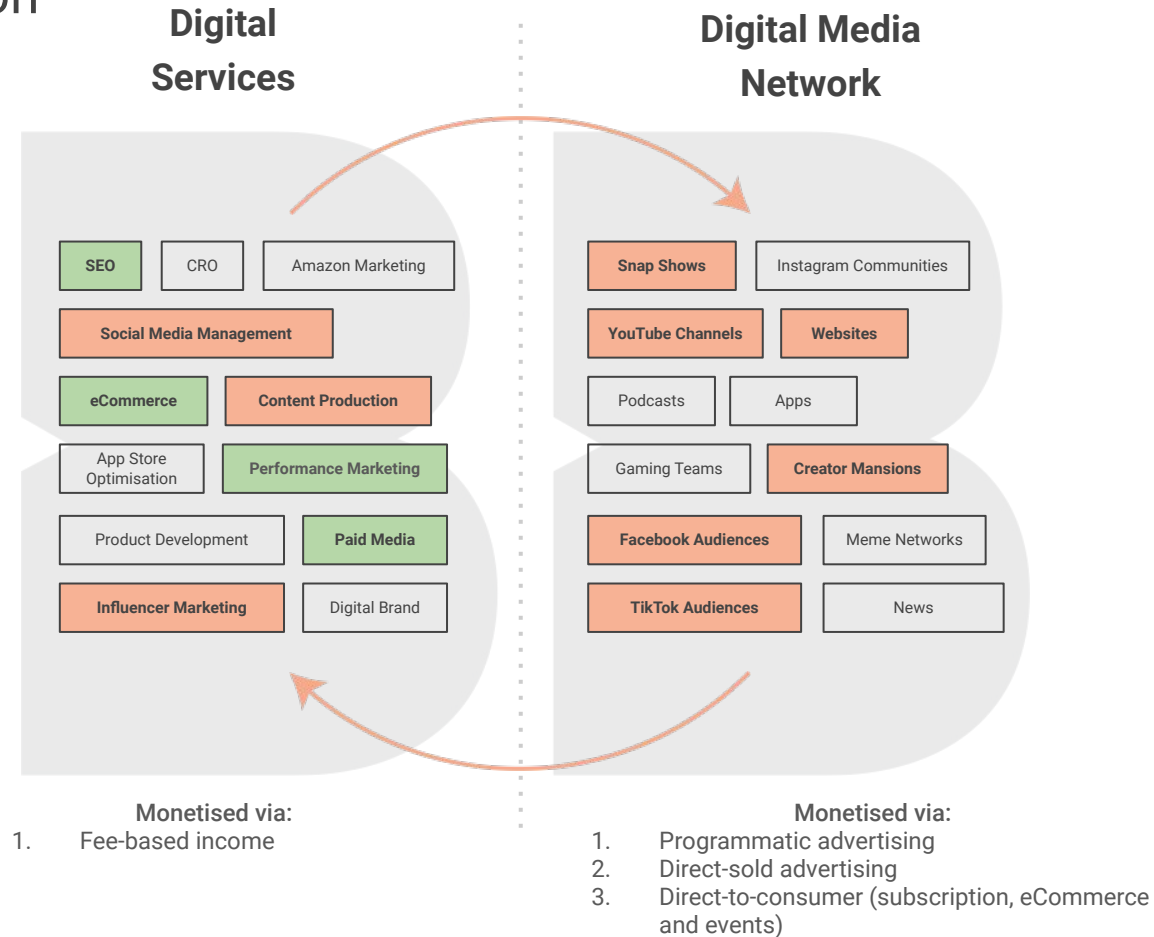 Digital
Services
SEO
CRO
Amazon Marketing
Social Media Management
eCommerce
Content Production
App Store
Optimisation
Performance Marketing
Product Development
Paid Media
Influencer Marketing
Digital Brand
Monetised via:
1. Fee-based income
Digital Media
Network
Snap Shows
Instagram Communities
YouTube Channels
Websites
Podcasts
Apps
Gaming Teams
Creator Mansions
Facebook Audiences
Meme Networks
TikTok Audiences
News
Monetised via:
1. Programmatic advertising
2. Direct-sold advertising
3. Direct-to-consumer (subscription, eCommerce
and events)